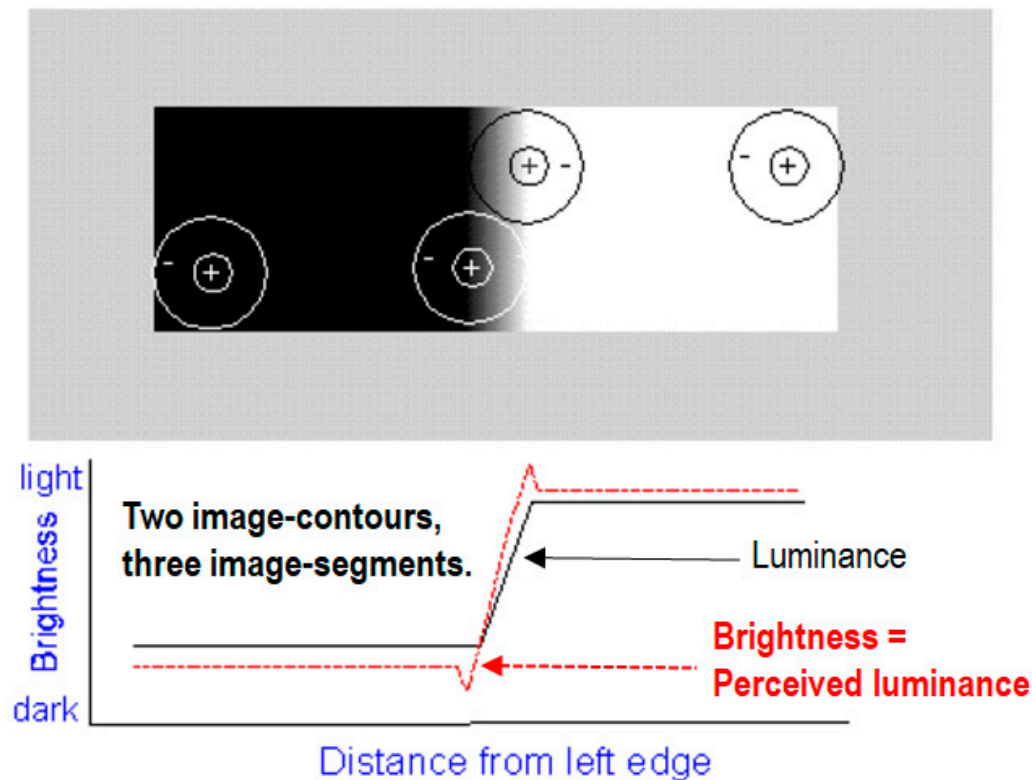 + -
- +
- +
- +
light
Two image-contours,
three image-segments.
Luminance
Brightness
Brightness =
Perceived luminance
dark
Distance from left edge